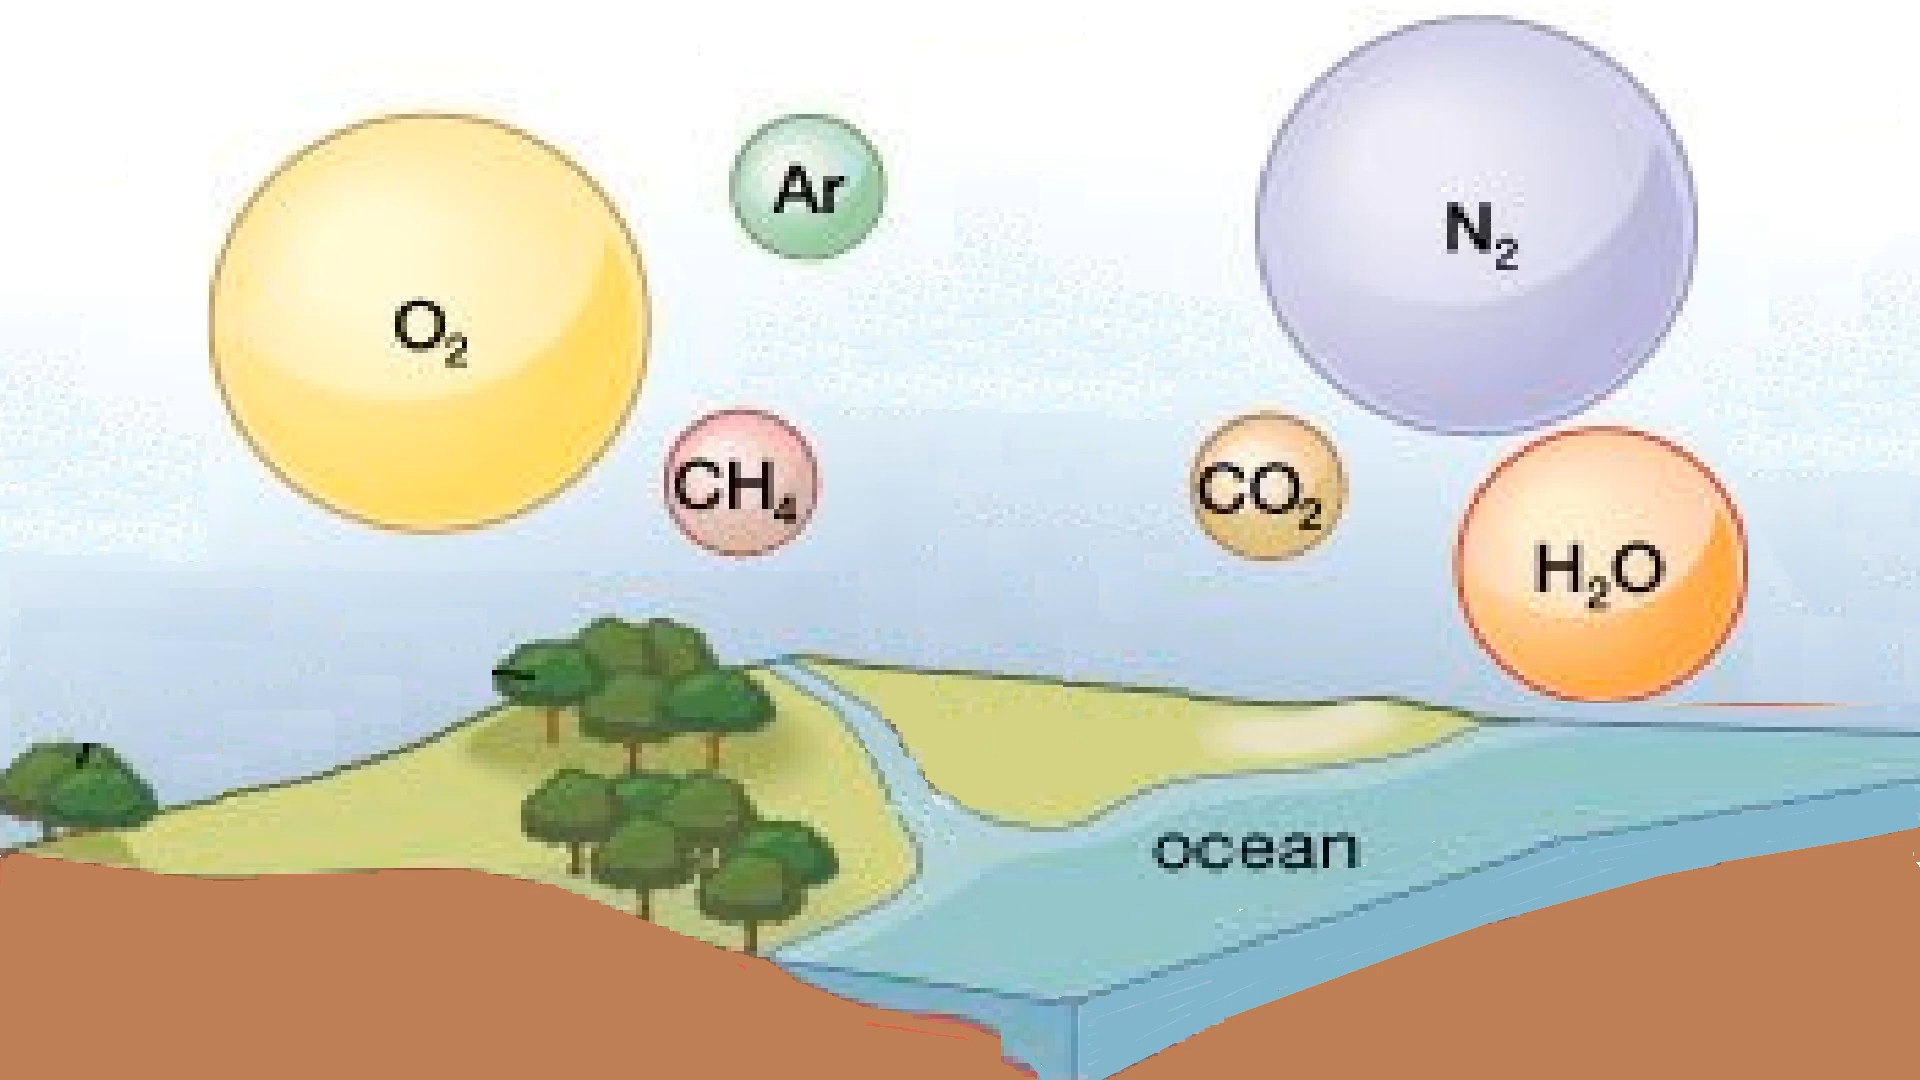 Ar
N₂
O₂
CH₄
CO₂
H₂O
ocean